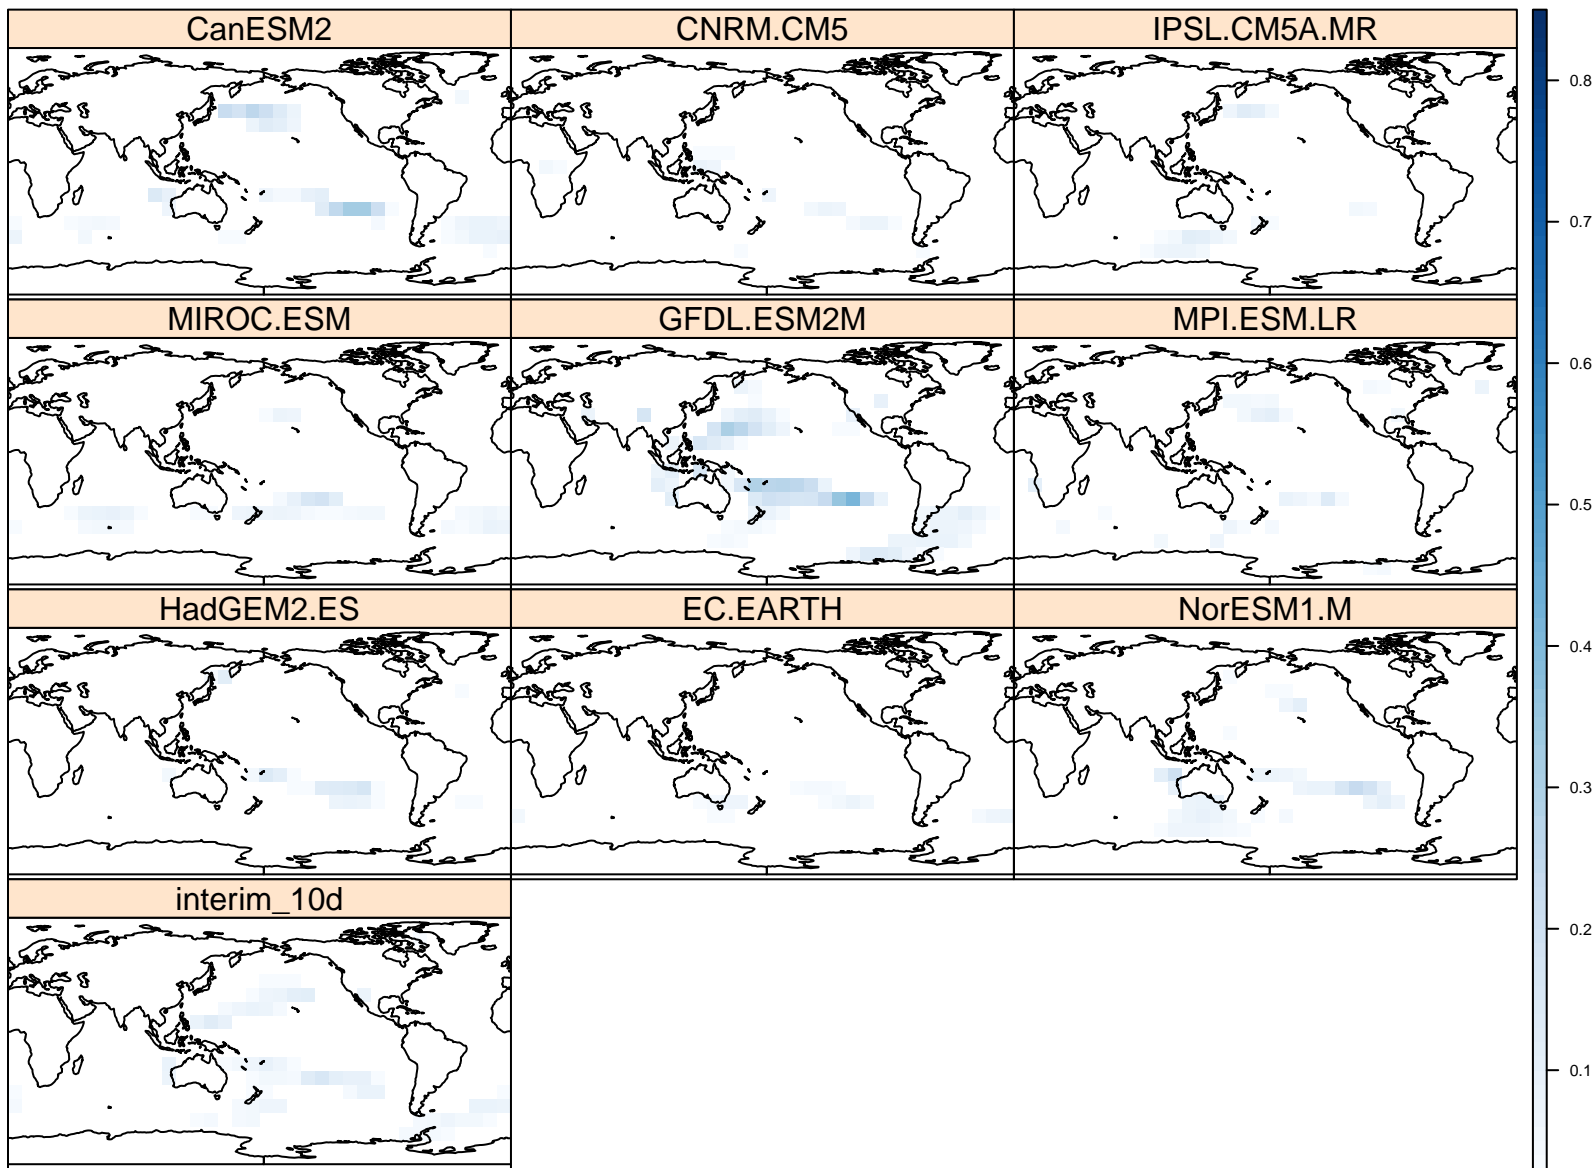 CanESM2
CNRM.CM5
IPSL.CM5A.MR
MIROC.ESM
GFDL.ESM2M
MPI.ESM.LR
HadGEM2.ES
EC.EARTH
NorESM1.M
interim_10d
0.8
0.7
0.6
0.5
0.4
0.3
0.2
0.1